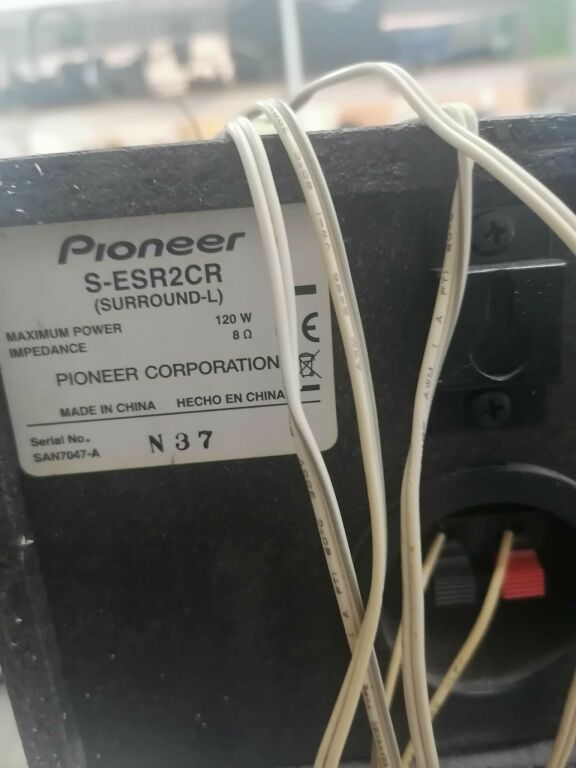 Pioneer
S-ESR2CR
(SURROUND-L)
MAXIMUM POWER 120 W
IMPEDANCE 8 Ω
CE
PIONEER CORPORATION
MADE IN CHINA HECHO EN CHINA
Serial No.
SAN7047-A
N37